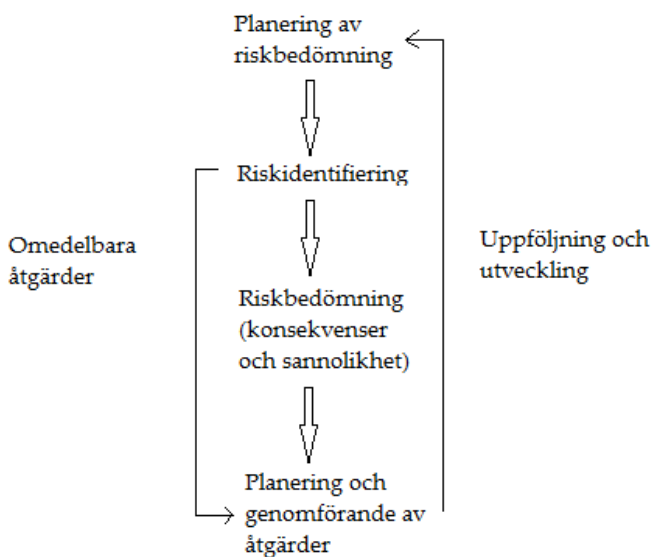 Planering av
riskbedömning
Riskidentifiering
Omedelbara
åtgärder
Uppföljning och
utveckling
Riskbedömning
(konsekvenser
och sannolikhet)
Planering och
genomförande av
åtgärder